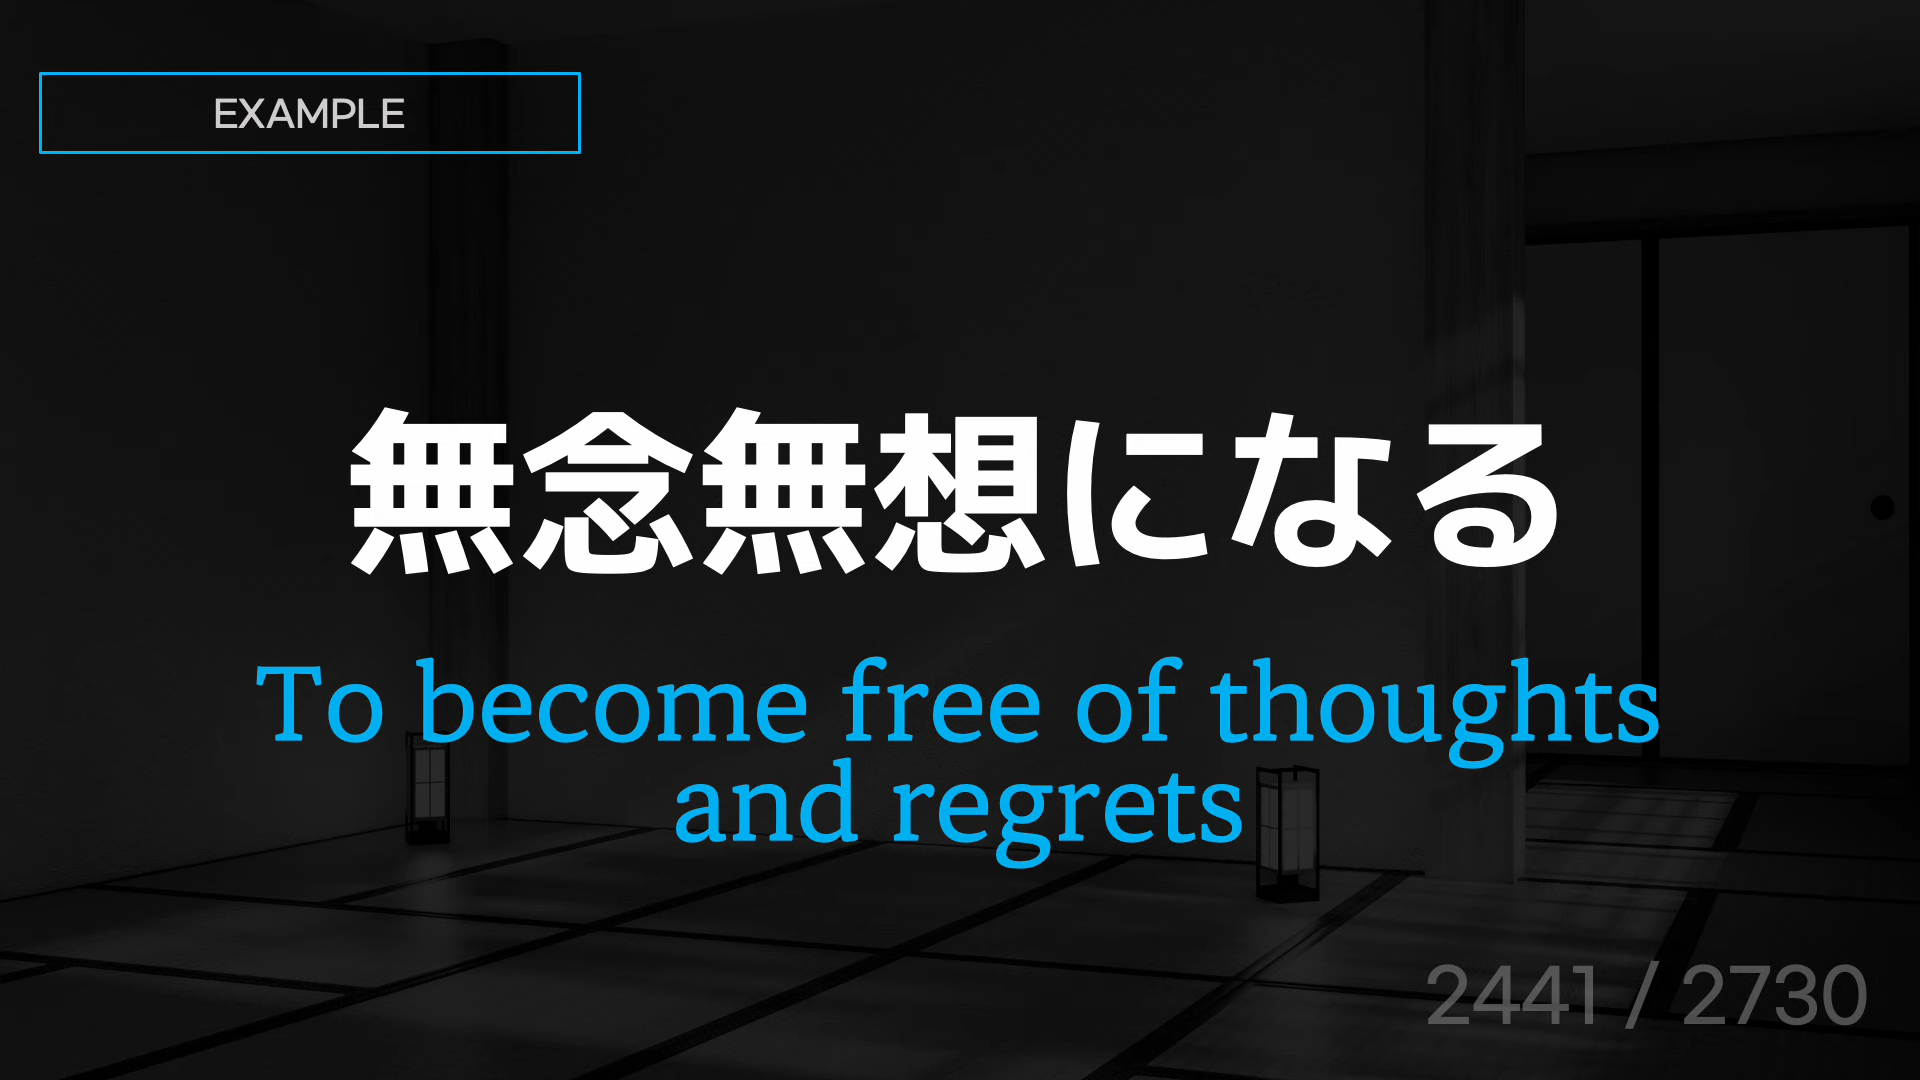 EXAMPLE
無念無想になる
To become free of thoughts
and regrets
2441 / 2730